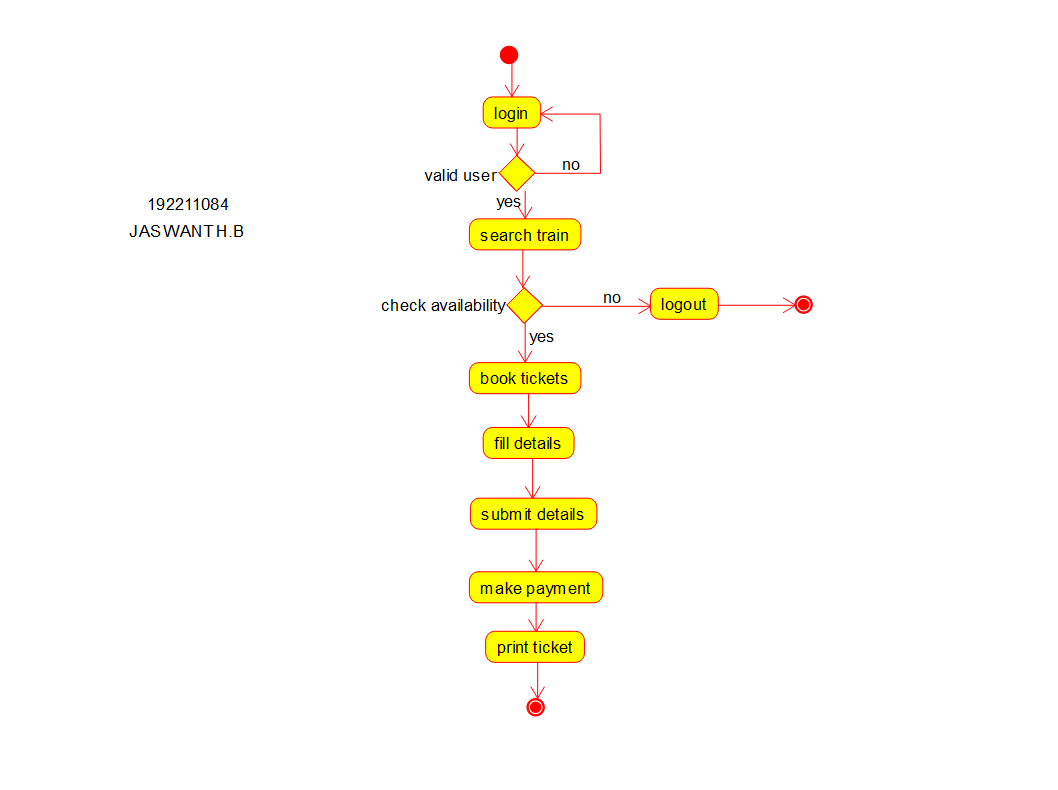 login
valid user
no
192211084
yes
JASWANTH.B
search train
check availability
no
logout
yes
book tickets
fill details
submit details
make payment
print ticket